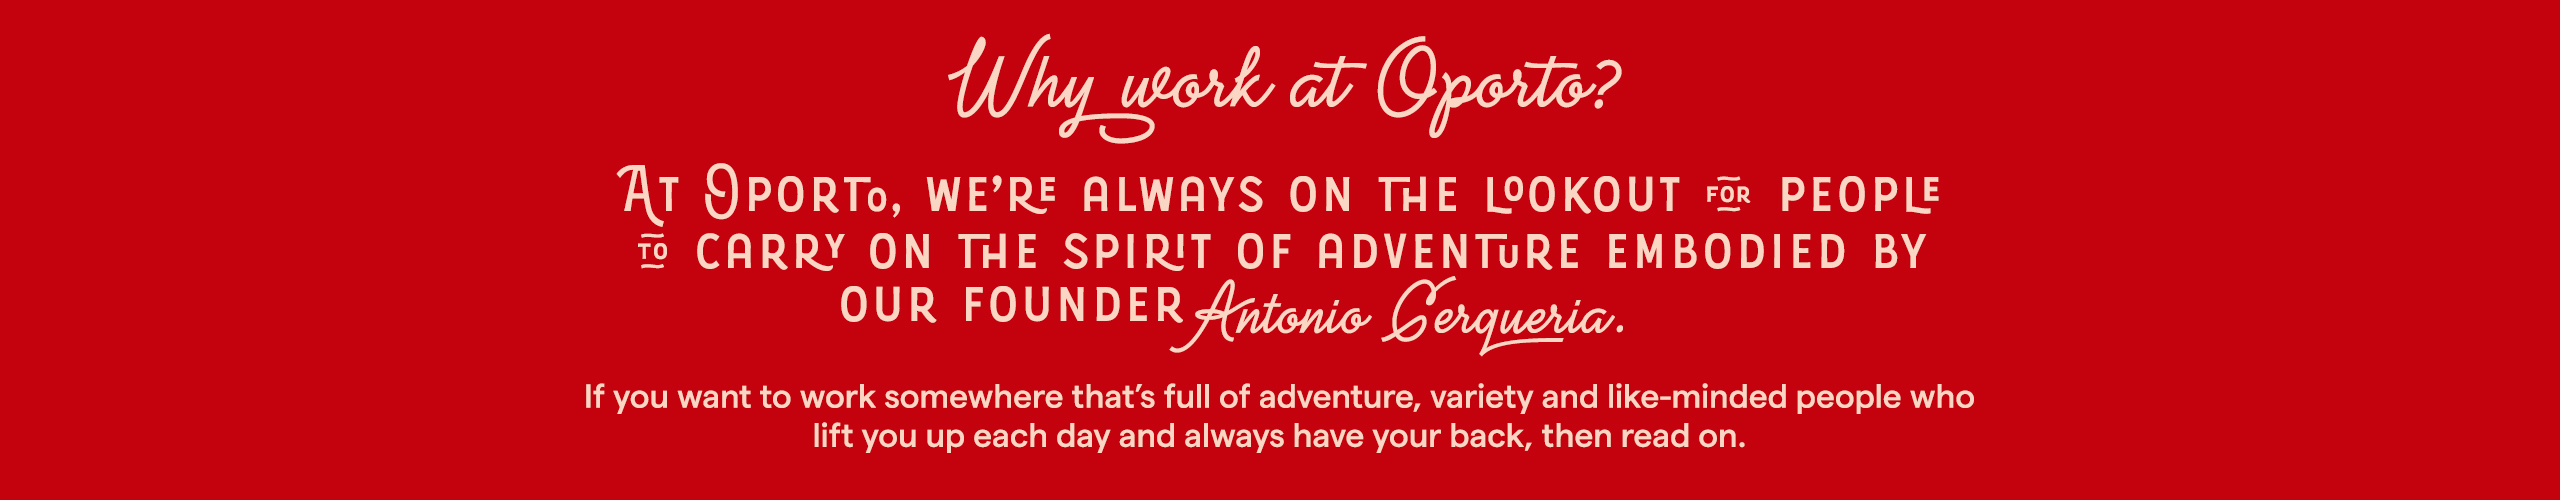 Why work at Oporto?
AT OPORTO, WE'RE ALWAYS ON THE LOOKOUT FOR PEOPLE
TO CARRY ON THE SPIRIT OF ADVENTURE EMBODIED BY
OUR FOUNDER Antonio Cerqueria.
If you want to work somewhere that's full of adventure, variety and like-minded people who
lift you up each day and always have your back, then read on.